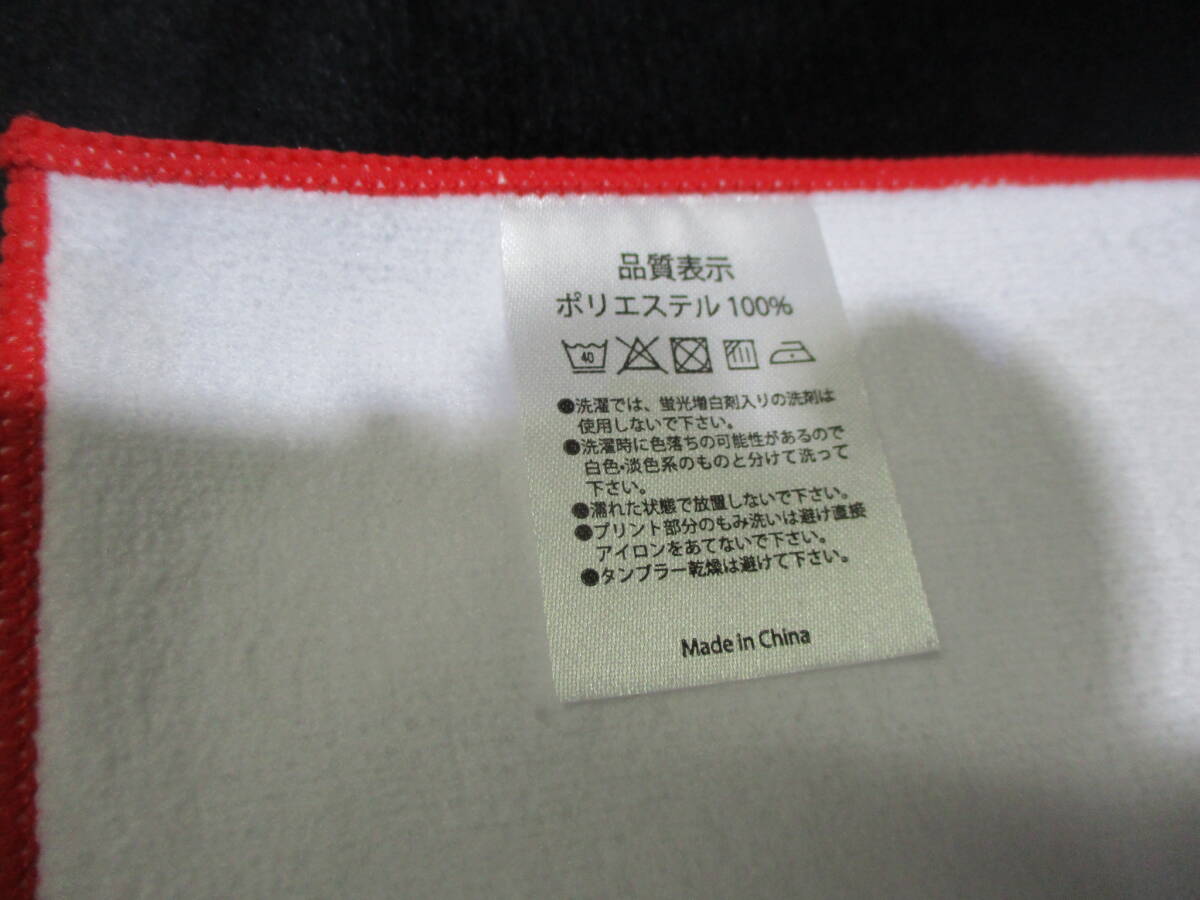 品質表示
ポリエステル 100%
40
●洗濯では、蛍光増白剤入りの洗剤は
使用しないで下さい。
●洗濯時に色落ちの可能性があるので
白色・淡色系のものと分けて洗って
下さい。
●濡れた状態で放置しないで下さい。
●プリント部分のもみ洗いは避け直接
アイロンをあてないで下さい。
●タンブラー乾燥は避けて下さい。
Made in China